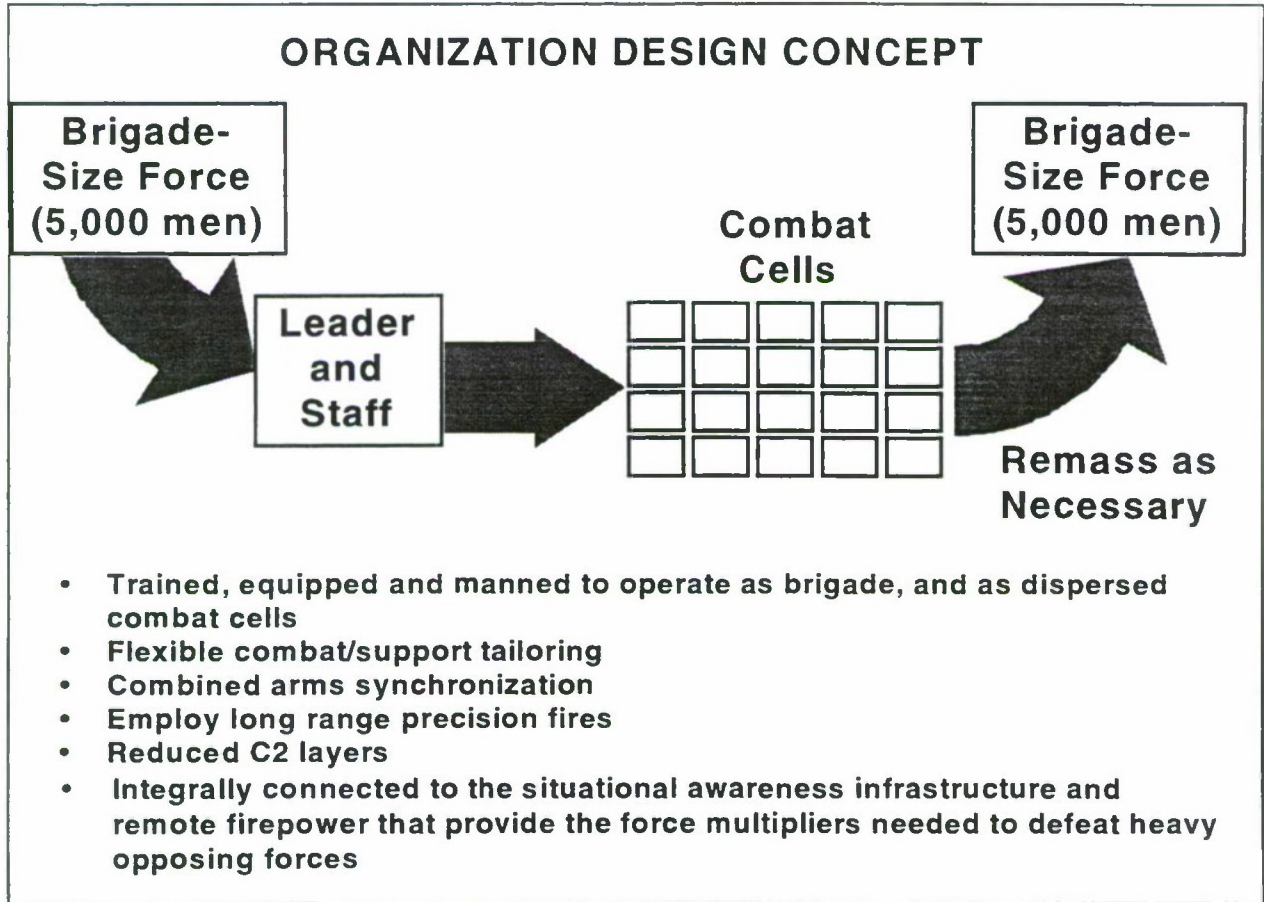 ORGANIZATION DESIGN CONCEPT
Brigade-
Size Force
(5,000 men)
Leader
and
Staff
Combat
Cells
Brigade-
Size Force
(5,000 men)
Remass as
Necessary
• Trained, equipped and manned to operate as brigade, and as dispersed
combat cells
• Flexible combat/support tailoring
• Combined arms synchronization
• Employ long range precision fires
• Reduced C2 layers
• Integrally connected to the situational awareness infrastructure and
remote firepower that provide the force multipliers needed to defeat heavy
opposing forces